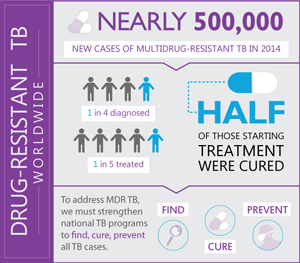 DRUG-RESISTANT TB
WORLDWIDE
NEARLY 500,000
NEW CASES OF MULTIDRUG-RESISTANT TB IN 2014
1 in 4 diagnosed
1 in 5 treated
HALF
OF THOSE STARTING
TREATMENT
WERE CURED
To address MDR TB,
we must strengthen
national TB programs
to find, cure, prevent
all TB cases.
FIND
CURE
PREVENT